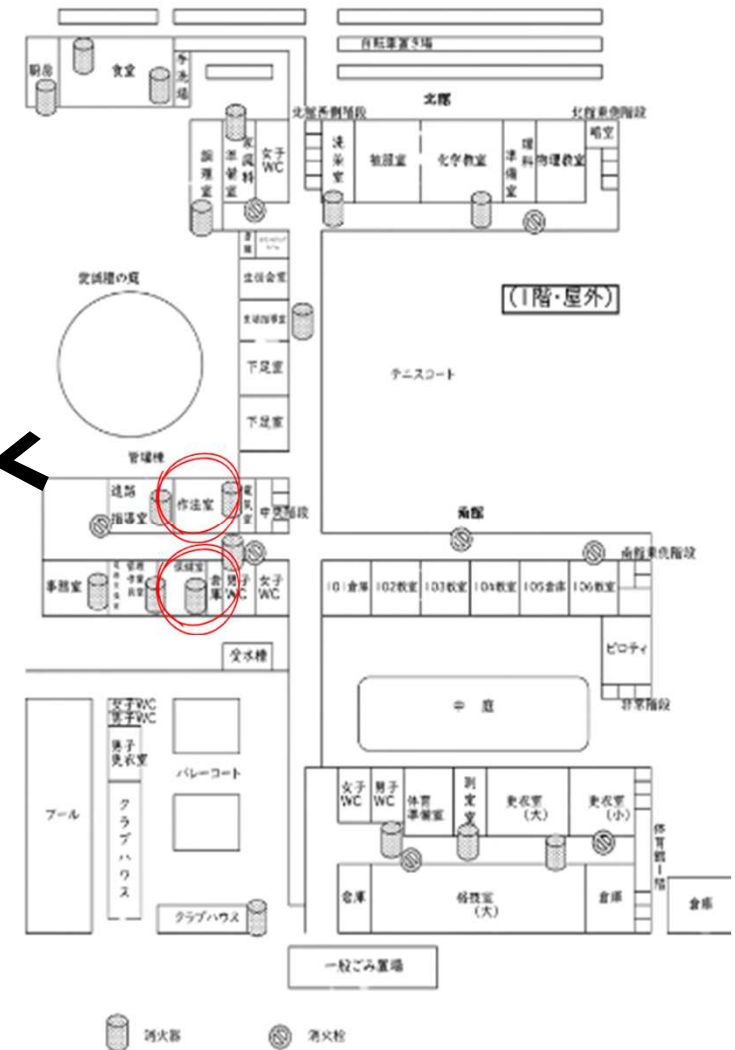 自転車置き場
厨房
食堂
手洗場
北館
北館西側階段
北館東側階段
調理室
準備室
家庭科
女子WC
洗染室
被服室
化学教室
準備室
理科
物理教室
暗室
生徒会室
生徒指導室
(1階・屋外)
下足室
テニスコート
下足室
管理棟
進路指導室
作法室
電気室
中央階段
南館
南館東側階段
事務室
保健室
倉庫
男子WC
女子WC
101倉庫
102教室
103教室
104教室
105倉庫
106教室
受水槽
ピロティ
非常階段
中庭
女子WC
男子WC
男子更衣室
バレーコート
プール
クラブハウス
女子WC
男子WC
体育準備室
測定室
更衣室(大)
更衣室(小)
体育館1階
クラブハウス
倉庫
格技室(大)
倉庫
倉庫
一般ごみ置場
消火器
消火栓